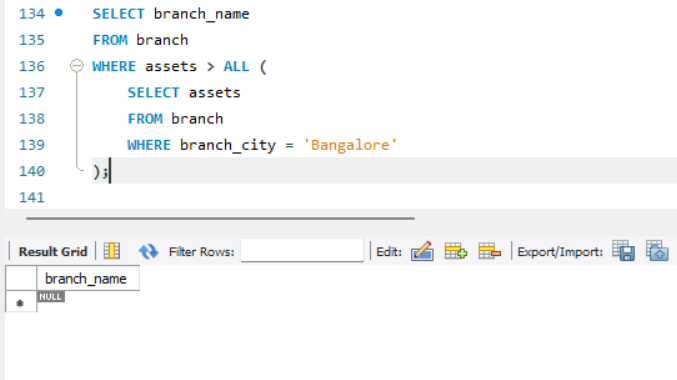 134 SELECT branch_name
135 FROM branch
136 WHERE assets > ALL (
137 SELECT assets
138 FROM branch
139 WHERE branch_city = 'Bangalore'
140 );
141
Result Grid Filter Rows: Edit: Export/Import:
branch_name
* NULL